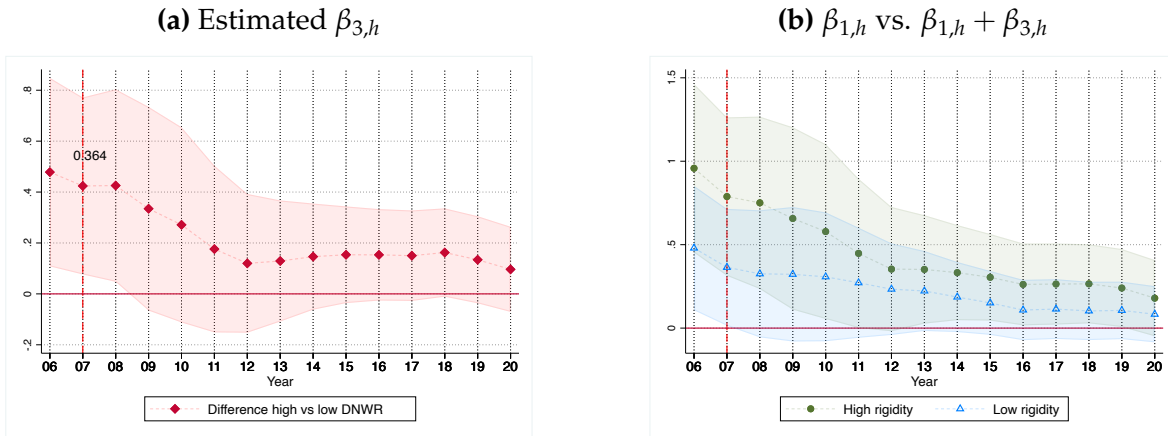 (a) Estimated β3,h
.8
.6
.4
.2
0
-.2
0.364
06 07 08 09 10 11 12 13 14 15 16 17 18 19 20
Year
Difference high vs low DNWR
(b) β1,h vs. β1,h + β3,h
1.5
1
.5
0
06 07 08 09 10 11 12 13 14 15 16 17 18 19 20
Year
High rigidity Low rigidity